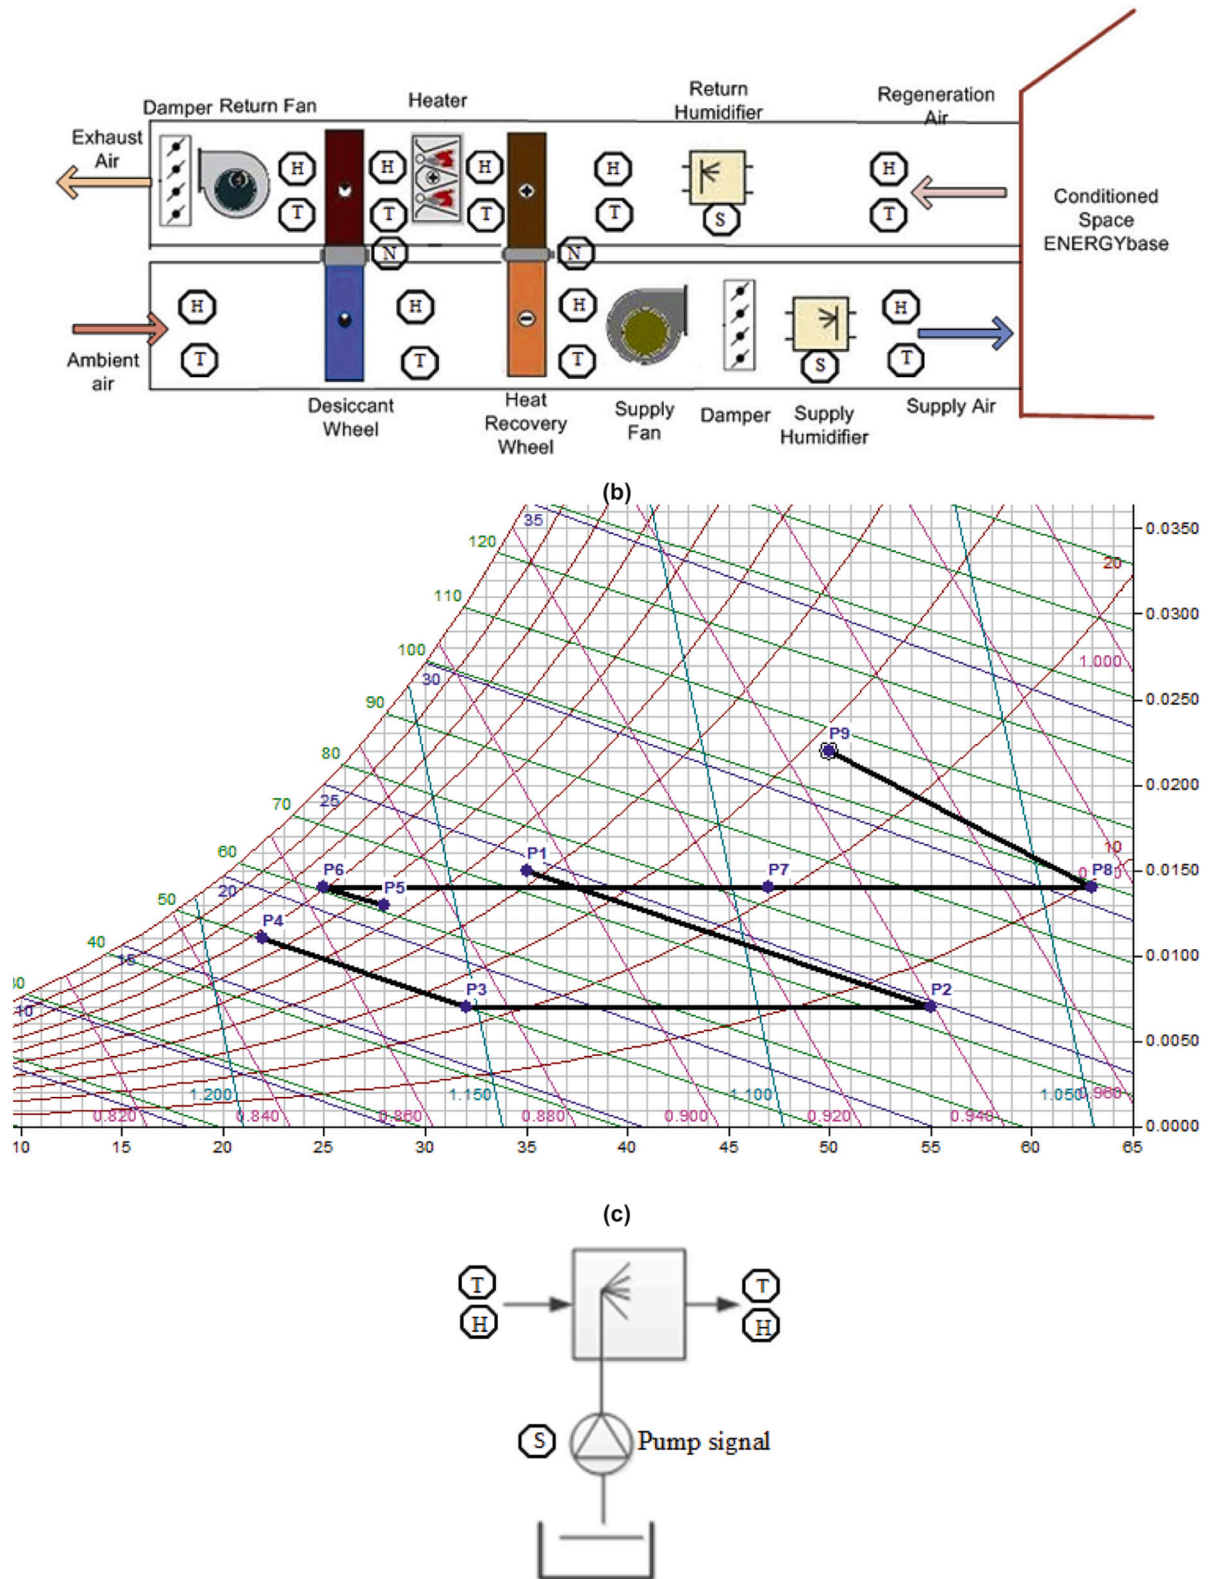 Damper Return Fan
Heater
Return
Humidifier
Regeneration
Air
Exhaust
Air
H
H
H
H
H
T
T
T
T
T
S
N
N
Conditioned
Space
ENERGYbase
H
H
H
H
T
T
T
T
S
Ambient
air
Desiccant
Wheel
Heat
Recovery
Wheel
Supply
Fan
Damper
Supply
Humidifier
Supply Air
(b)
35
120
110
100
30
90
80
25
70
60
20
50
40
15
10
20
1.000
10
P9
P1
P6
P5
P7
P8
P4
P3
P2
0.0350
0.0300
0.0250
0.0200
0.0150
0.0100
0.0050
0.0000
1.200
1.150
1.100
1.050
0.820
0.840
0.860
0.880
0.900
0.920
0.940
0.960
10 15 20 25 30 35 40 45 50 55 60 65
(c)
T
H
T
H
S
Pump signal